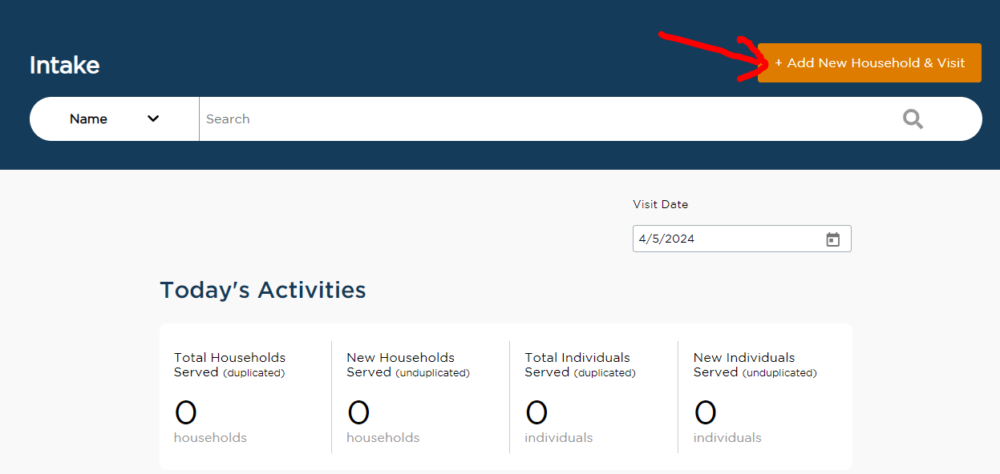 Intake
+ Add New Household & Visit
Name
Search
Visit Date
4/5/2024
Today's Activities
Total Households
Served (duplicated)
0
households
New Households
Served (unduplicated)
0
households
Total Individuals
Served (duplicated)
0
individuals
New Individuals
Served (unduplicated)
0
individuals